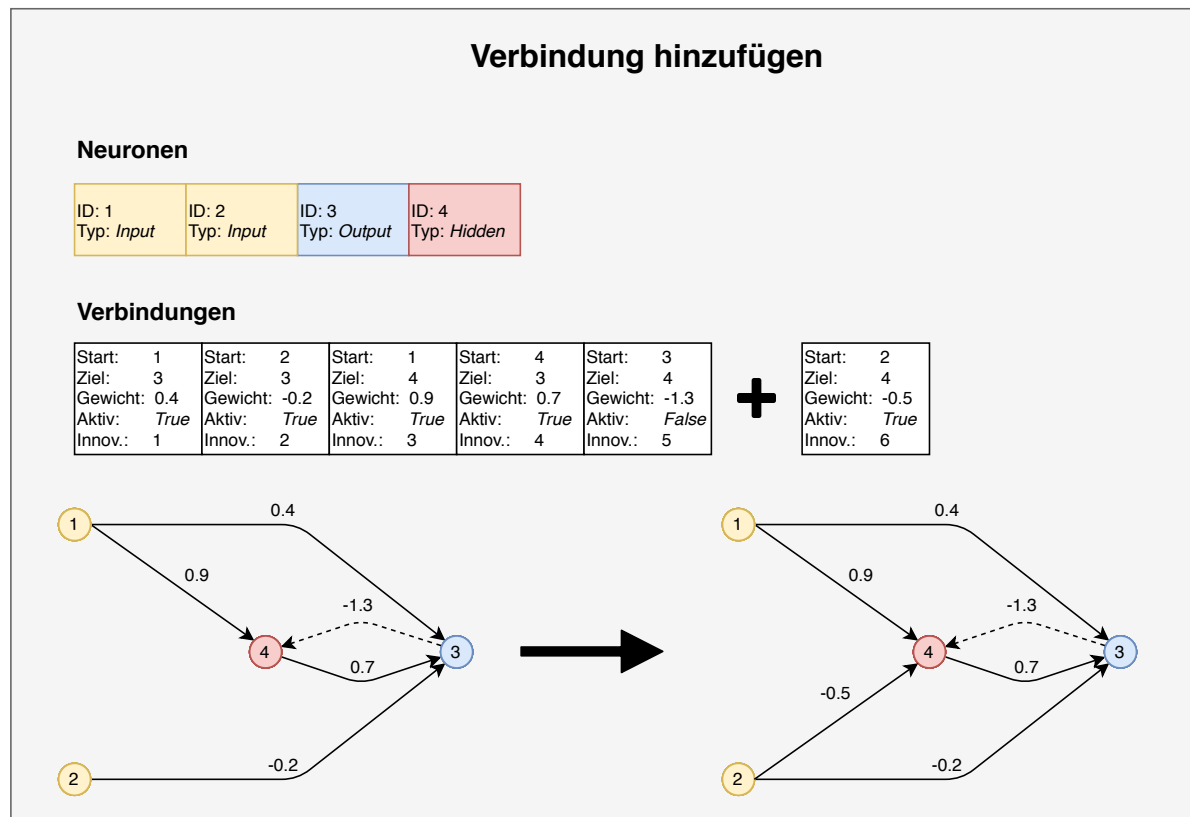 Verbindung hinzufügen
Neuronen
ID: 1
Typ: Input
ID: 2
Typ: Input
ID: 3
Typ: Output
ID: 4
Typ: Hidden
Verbindungen
Start: 1
Ziel: 3
Gewicht: 0.4
Aktiv: True
Innov.: 1
Start: 2
Ziel: 3
Gewicht: -0.2
Aktiv: True
Innov.: 2
Start: 1
Ziel: 4
Gewicht: 0.9
Aktiv: True
Innov.: 3
Start: 4
Ziel: 3
Gewicht: 0.7
Aktiv: True
Innov.: 4
Start: 3
Ziel: 4
Gewicht: -1.3
Aktiv: False
Innov.: 5
Start: 2
Ziel: 4
Gewicht: -0.5
Aktiv: True
Innov.: 6
1
0.4
0.9
-1.3
4
0.7
3
-0.2
2
1
0.4
0.9
-1.3
4
0.7
3
-0.5
-0.2
2